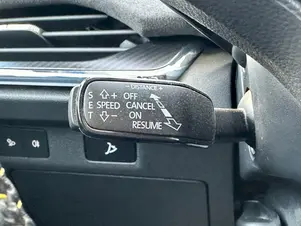 - DISTANCE +
S + OFF
E SPEED CANCEL
T - ON
RESUME